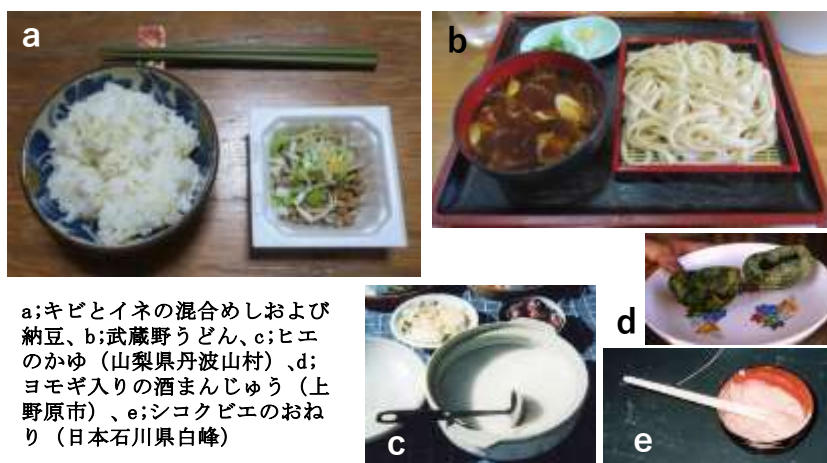 a
b
a;キビとイネの混合めしおよび
納豆、b;武蔵野うどん、c;ヒエ
のかゆ（山梨県丹波山村）、d;
ヨモギ入りの酒まんじゅう（上
野原市）、e;シコクビエのおね
り（日本石川県白峰）
c
d
e